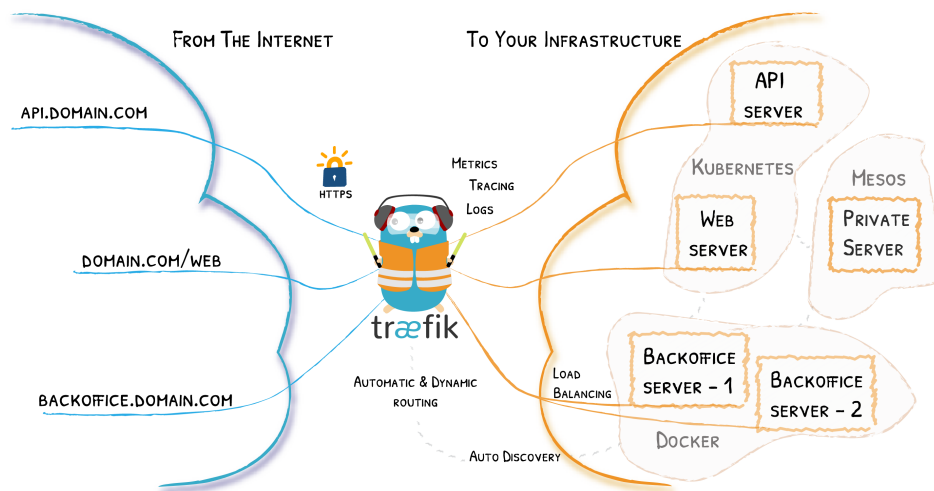 From The Internet
To Your Infrastructure
api.domain.com
API
server
HTTPS
Metrics
Tracing
Logs
Kubernetes
Mesos
Web
server
Private
Server
domain.com/web
træfik
Backoffice
server - 1
Load
Balancing
Backoffice
server - 2
Automatic & Dynamic
routing
backoffice.domain.com
Docker
Auto Discovery